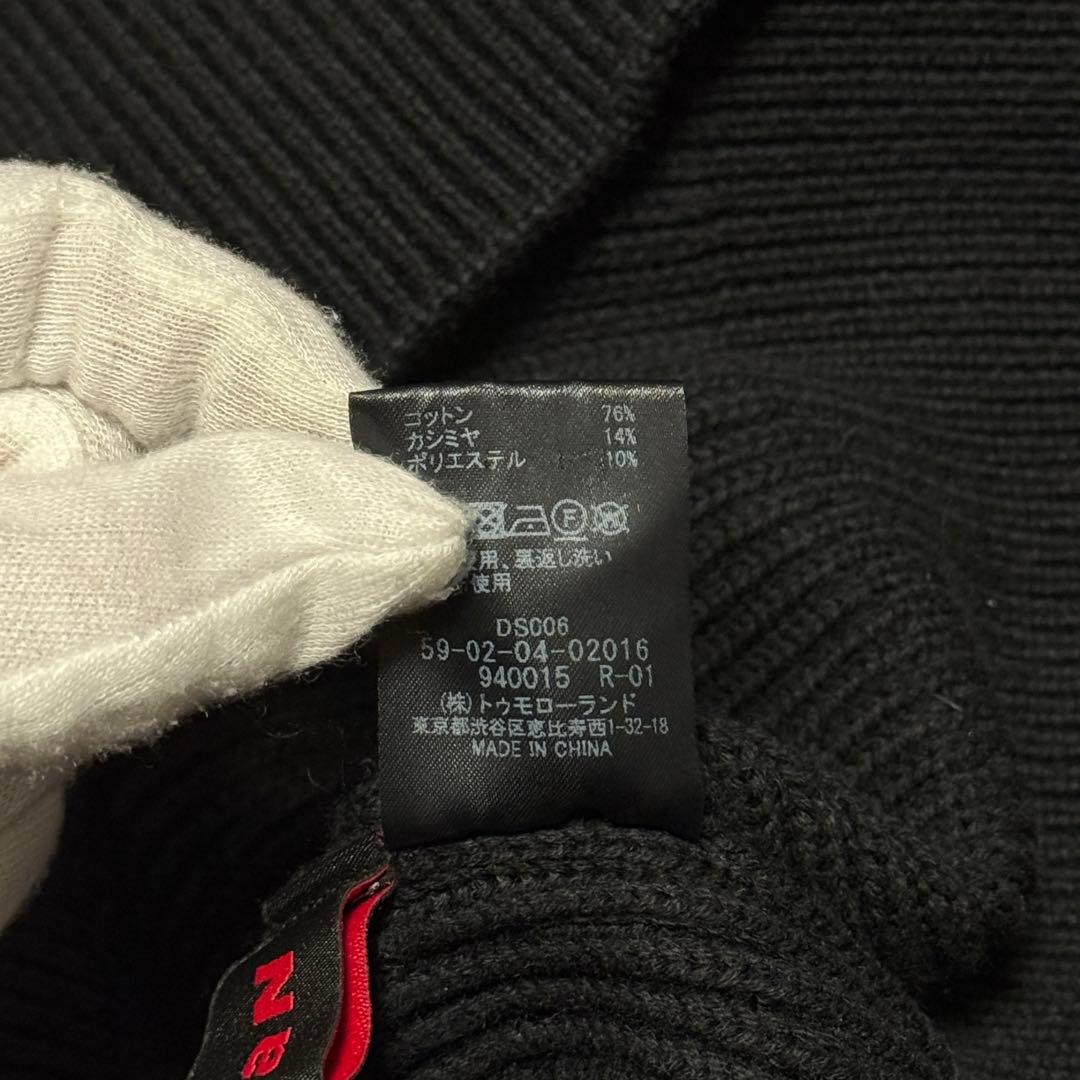 コットン 76%
カシミヤ 14%
ポリエステル 10%
F
用、裏返し洗い
使用
DS006
59-02-04-02016
940015 R-01
(株)トゥモローランド
東京都渋谷区恵比寿西1-32-18
MADE IN CHINA